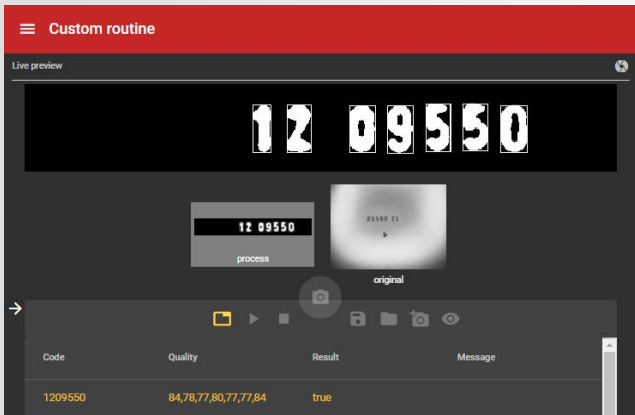 Custom routine
Live preview
12 09550
12 09550
process
original
Code Quality Result Message
1209550 84,78,77,80,77,77,84 true